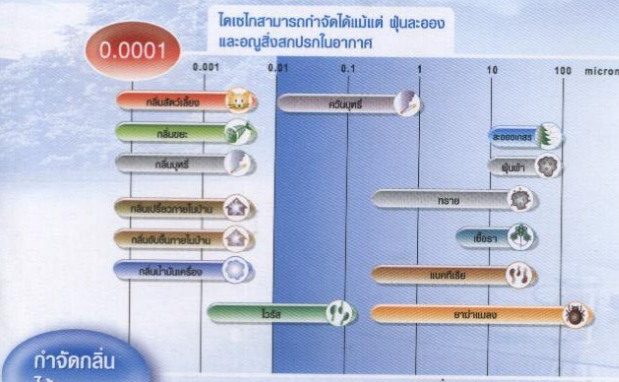 ไดเซโกสามารถกำจัดได้แม้แต่ ฝุ่นละออง
และอณูสิ่งสกปรกในอากาศ
0.0001
0.001 0.01 0.1 1 10 100 micron
กลิ่นสัตว์เลี้ยง
ควันบุหรี่
กลิ่นขยะ
ละอองเกสร
กลิ่นบุหรี่
ฝุ่นเถ้า
ทราย
กลิ่นเปรี้ยวภายในบ้าน
เชื้อรา
กลิ่นอับชื้นภายในบ้าน
กลิ่นน้ำมันเครื่อง
แบคทีเรีย
ไวรัส
ยาฆ่าแมลง
กำจัดกลิ่น